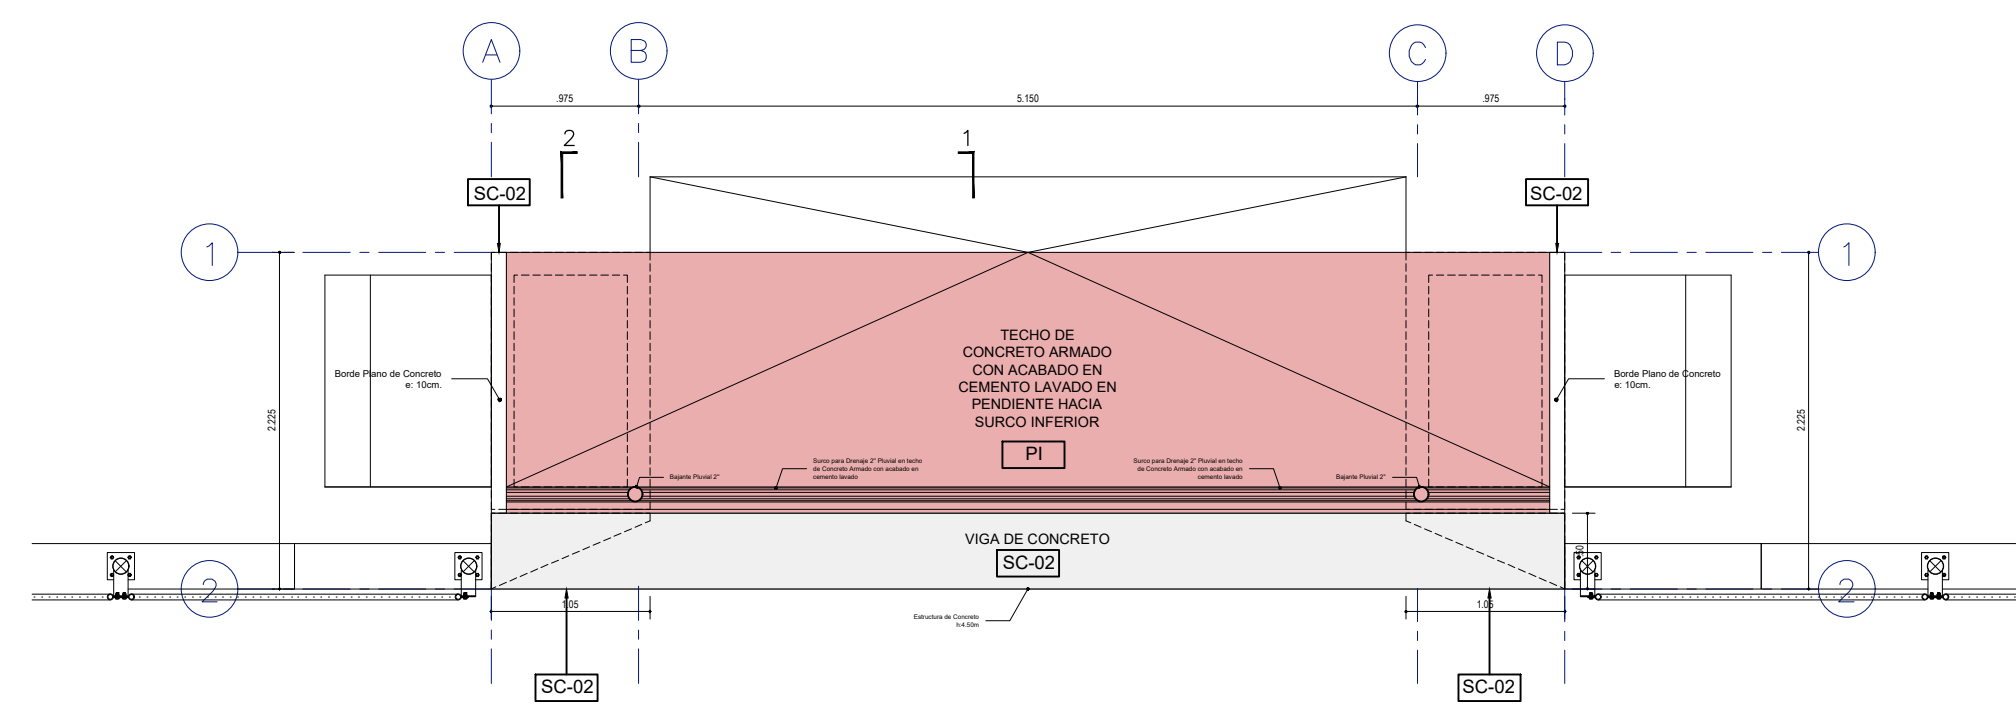 A
B
C
D
.975
5.150
.975
2
1
SC-02
SC-02
1
1
TECHO DE
CONCRETO ARMADO
CON ACABADO EN
CEMENTO LAVADO EN
PENDIENTE HACIA
SURCO INFERIOR
PI
Borde Plano de Concreto
e: 10cm.
Borde Plano de Concreto
e: 10cm.
2.225
2.225
Surco para Drenaje 2" Pluvial en techo
de Concreto Armado con acabado en
cemento lavado
Surco para Drenaje 2" Pluvial en techo
de Concreto Armado con acabado en
cemento lavado
Bajante Pluvial 2"
Bajante Pluvial 2"
VIGA DE CONCRETO
SC-02
2
2
1.05
1.05
Estructura de Concreto
h:4.50m
SC-02
SC-02